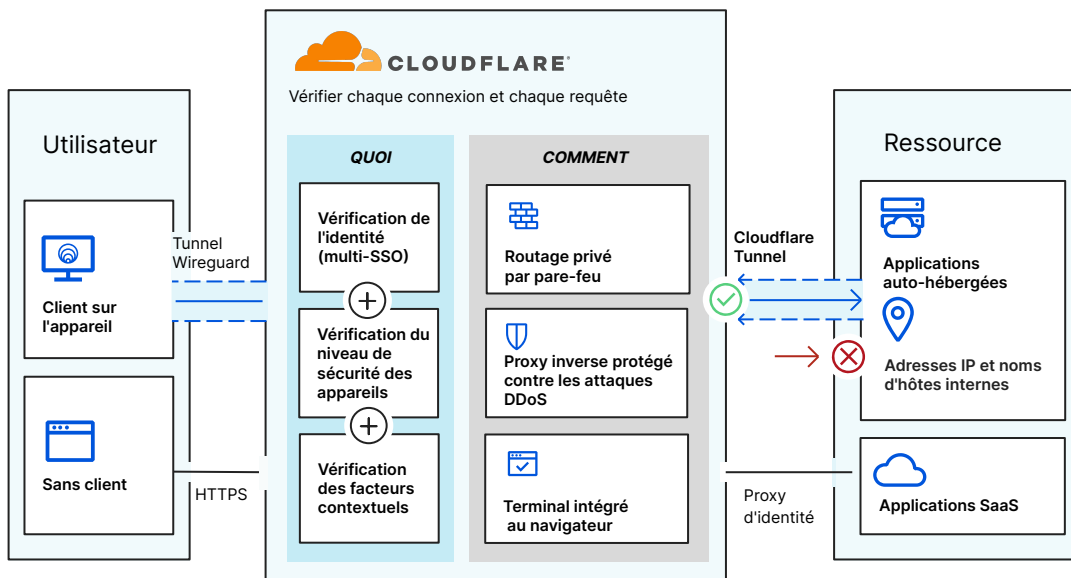 CLOUDFLARE
Vérifier chaque connexion et chaque requête
Utilisateur
Client sur
l'appareil
Sans client
Tunnel
Wireguard
HTTPS
QUOI
Vérification de
l'identité
(multi-SSO)
Vérification du
niveau de
sécurité des
appareils
Vérification
des facteurs
contextuels
COMMENT
Routage privé
par pare-feu
Proxy inverse protégé
contre les attaques
DDoS
Terminal intégré
au navigateur
Cloudflare
Tunnel
Proxy
d'identité
Ressource
Applications
auto-hébergées
Adresses IP et noms
d'hôtes internes
Applications SaaS